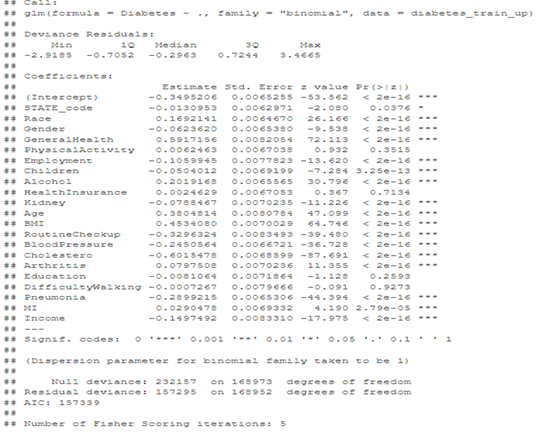 ## Call:
## glm(formula = Diabetes ~ ., family = "binomial", data = diabetes_train_up)
##
## Deviance Residuals:
##     Min       1Q   Median       3Q      Max
## -2.9185  -0.7052  -0.2963   0.7244   3.4665
##
## Coefficients:
##                     Estimate Std. Error z value Pr(>|z|)
## (Intercept)       -0.3495206  0.0065255 -53.562  < 2e-16 ***
## STATE_code        -0.0130953  0.0062971  -2.080   0.0376 *
## Race               0.1692141  0.0064670  26.166  < 2e-16 ***
## Gender            -0.0623620  0.0065380  -9.538  < 2e-16 ***
## GeneralHealth      0.5917156  0.0082054  72.113  < 2e-16 ***
## PhysicalActivity   0.0062463  0.0067038   0.932   0.3515
## Employment        -0.1059945  0.0077823 -13.620  < 2e-16 ***
## Children          -0.0504012  0.0069199  -7.284 3.25e-13 ***
## Alcohol            0.2019168  0.0065565  30.796  < 2e-16 ***
## HealthInsurance    0.0024629  0.0067053   0.367   0.7134
## Kidney            -0.0788467  0.0070235 -11.226  < 2e-16 ***
## Age                0.3804814  0.0080784  47.099  < 2e-16 ***
## BMI                0.4534080  0.0070029  64.746  < 2e-16 ***
## RoutineCheckup    -0.3296324  0.0083493 -39.480  < 2e-16 ***
## BloodPressure     -0.2450564  0.0066721 -36.728  < 2e-16 ***
## Cholestero        -0.6015478  0.0068599 -87.691  < 2e-16 ***
## Arthritis          0.0797508  0.0070236  11.355  < 2e-16 ***
## Education         -0.0081064  0.0071864  -1.128   0.2593
## DifficultyWalking -0.0007267  0.0079666  -0.091   0.9273
## Pneumonia         -0.2899215  0.0065306 -44.394  < 2e-16 ***
## MI                 0.0290478  0.0069332   4.190 2.79e-05 ***
## Income            -0.1497492  0.0083310 -17.975  < 2e-16 ***
## ---
## Signif. codes:  0 '***' 0.001 '**' 0.01 '*' 0.05 '.' 0.1 ' ' 1
##
## (Dispersion parameter for binomial family taken to be 1)
##
##     Null deviance: 232157  on 168973  degrees of freedom
## Residual deviance: 157295  on 168952  degrees of freedom
## AIC: 157339
##
## Number of Fisher Scoring iterations: 5